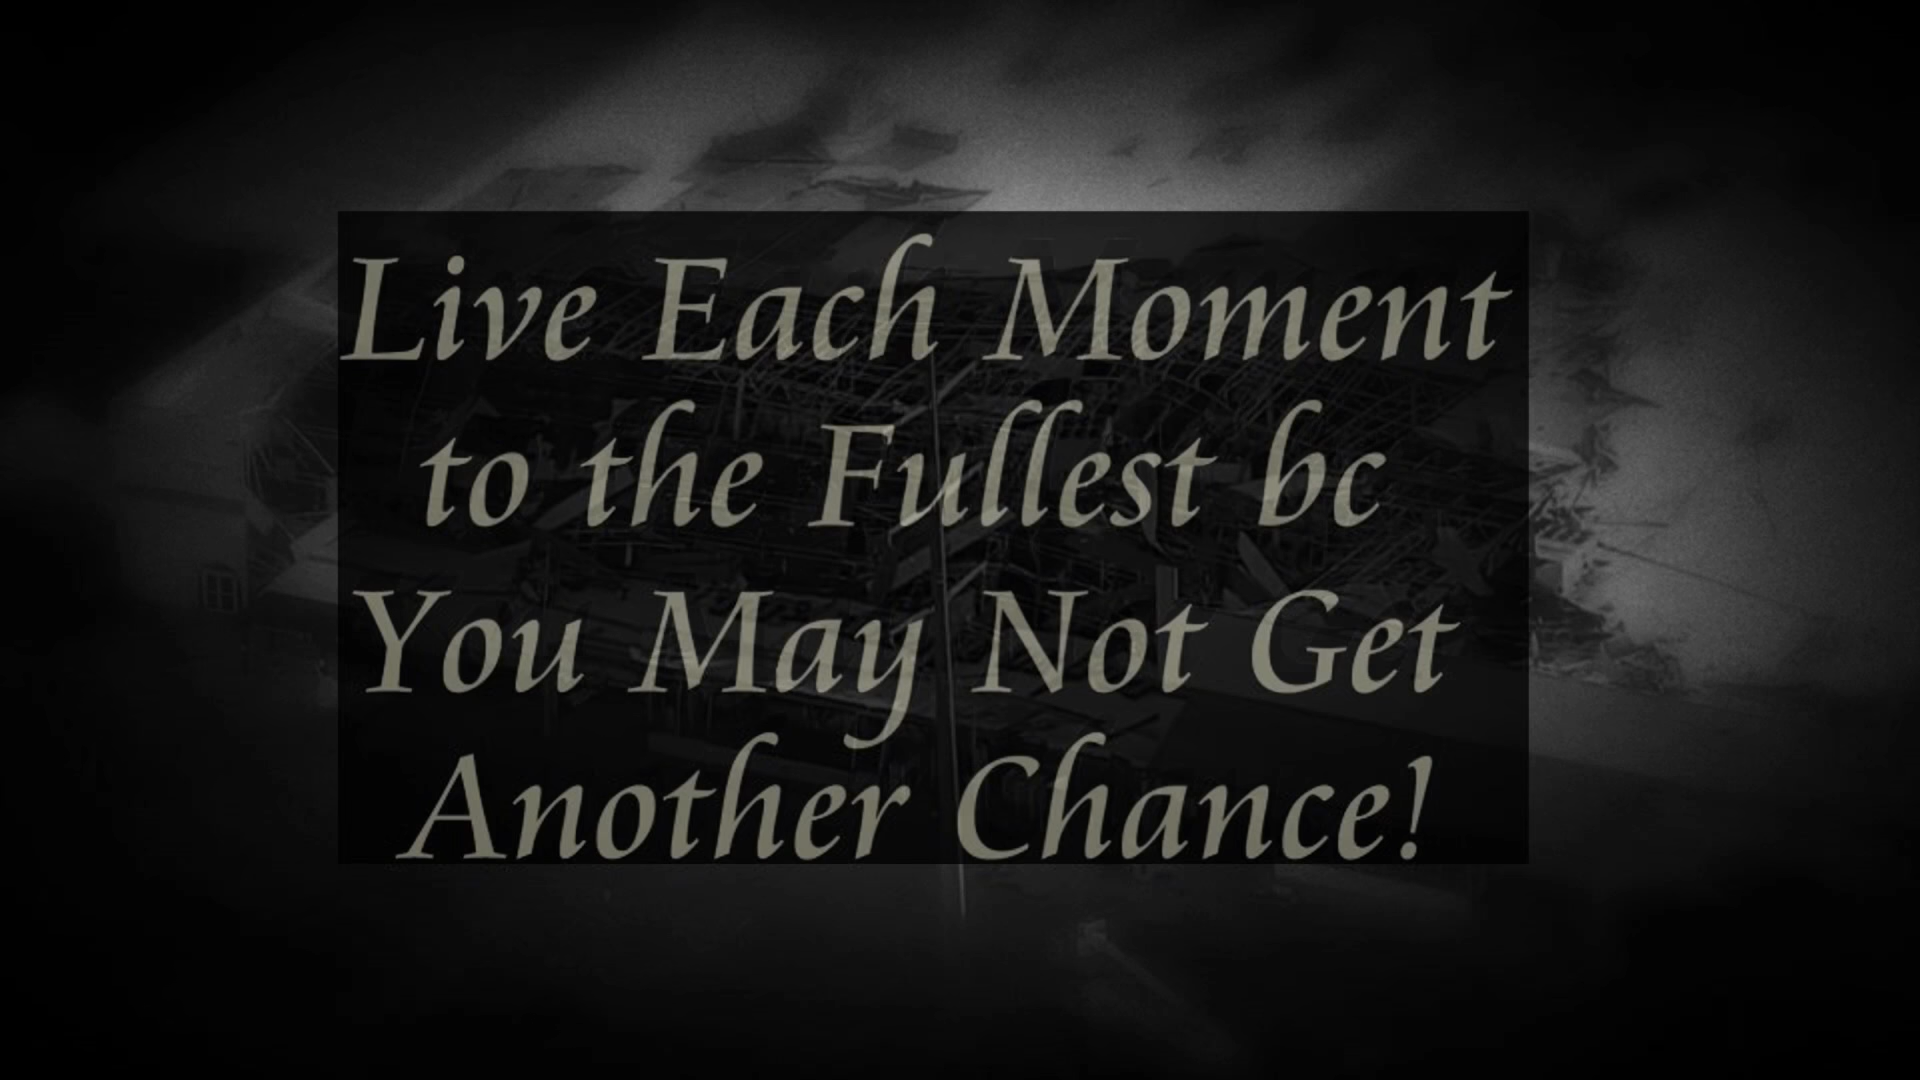 Live Each Moment
to the Fullest bc
You May Not Get
Another Chance!